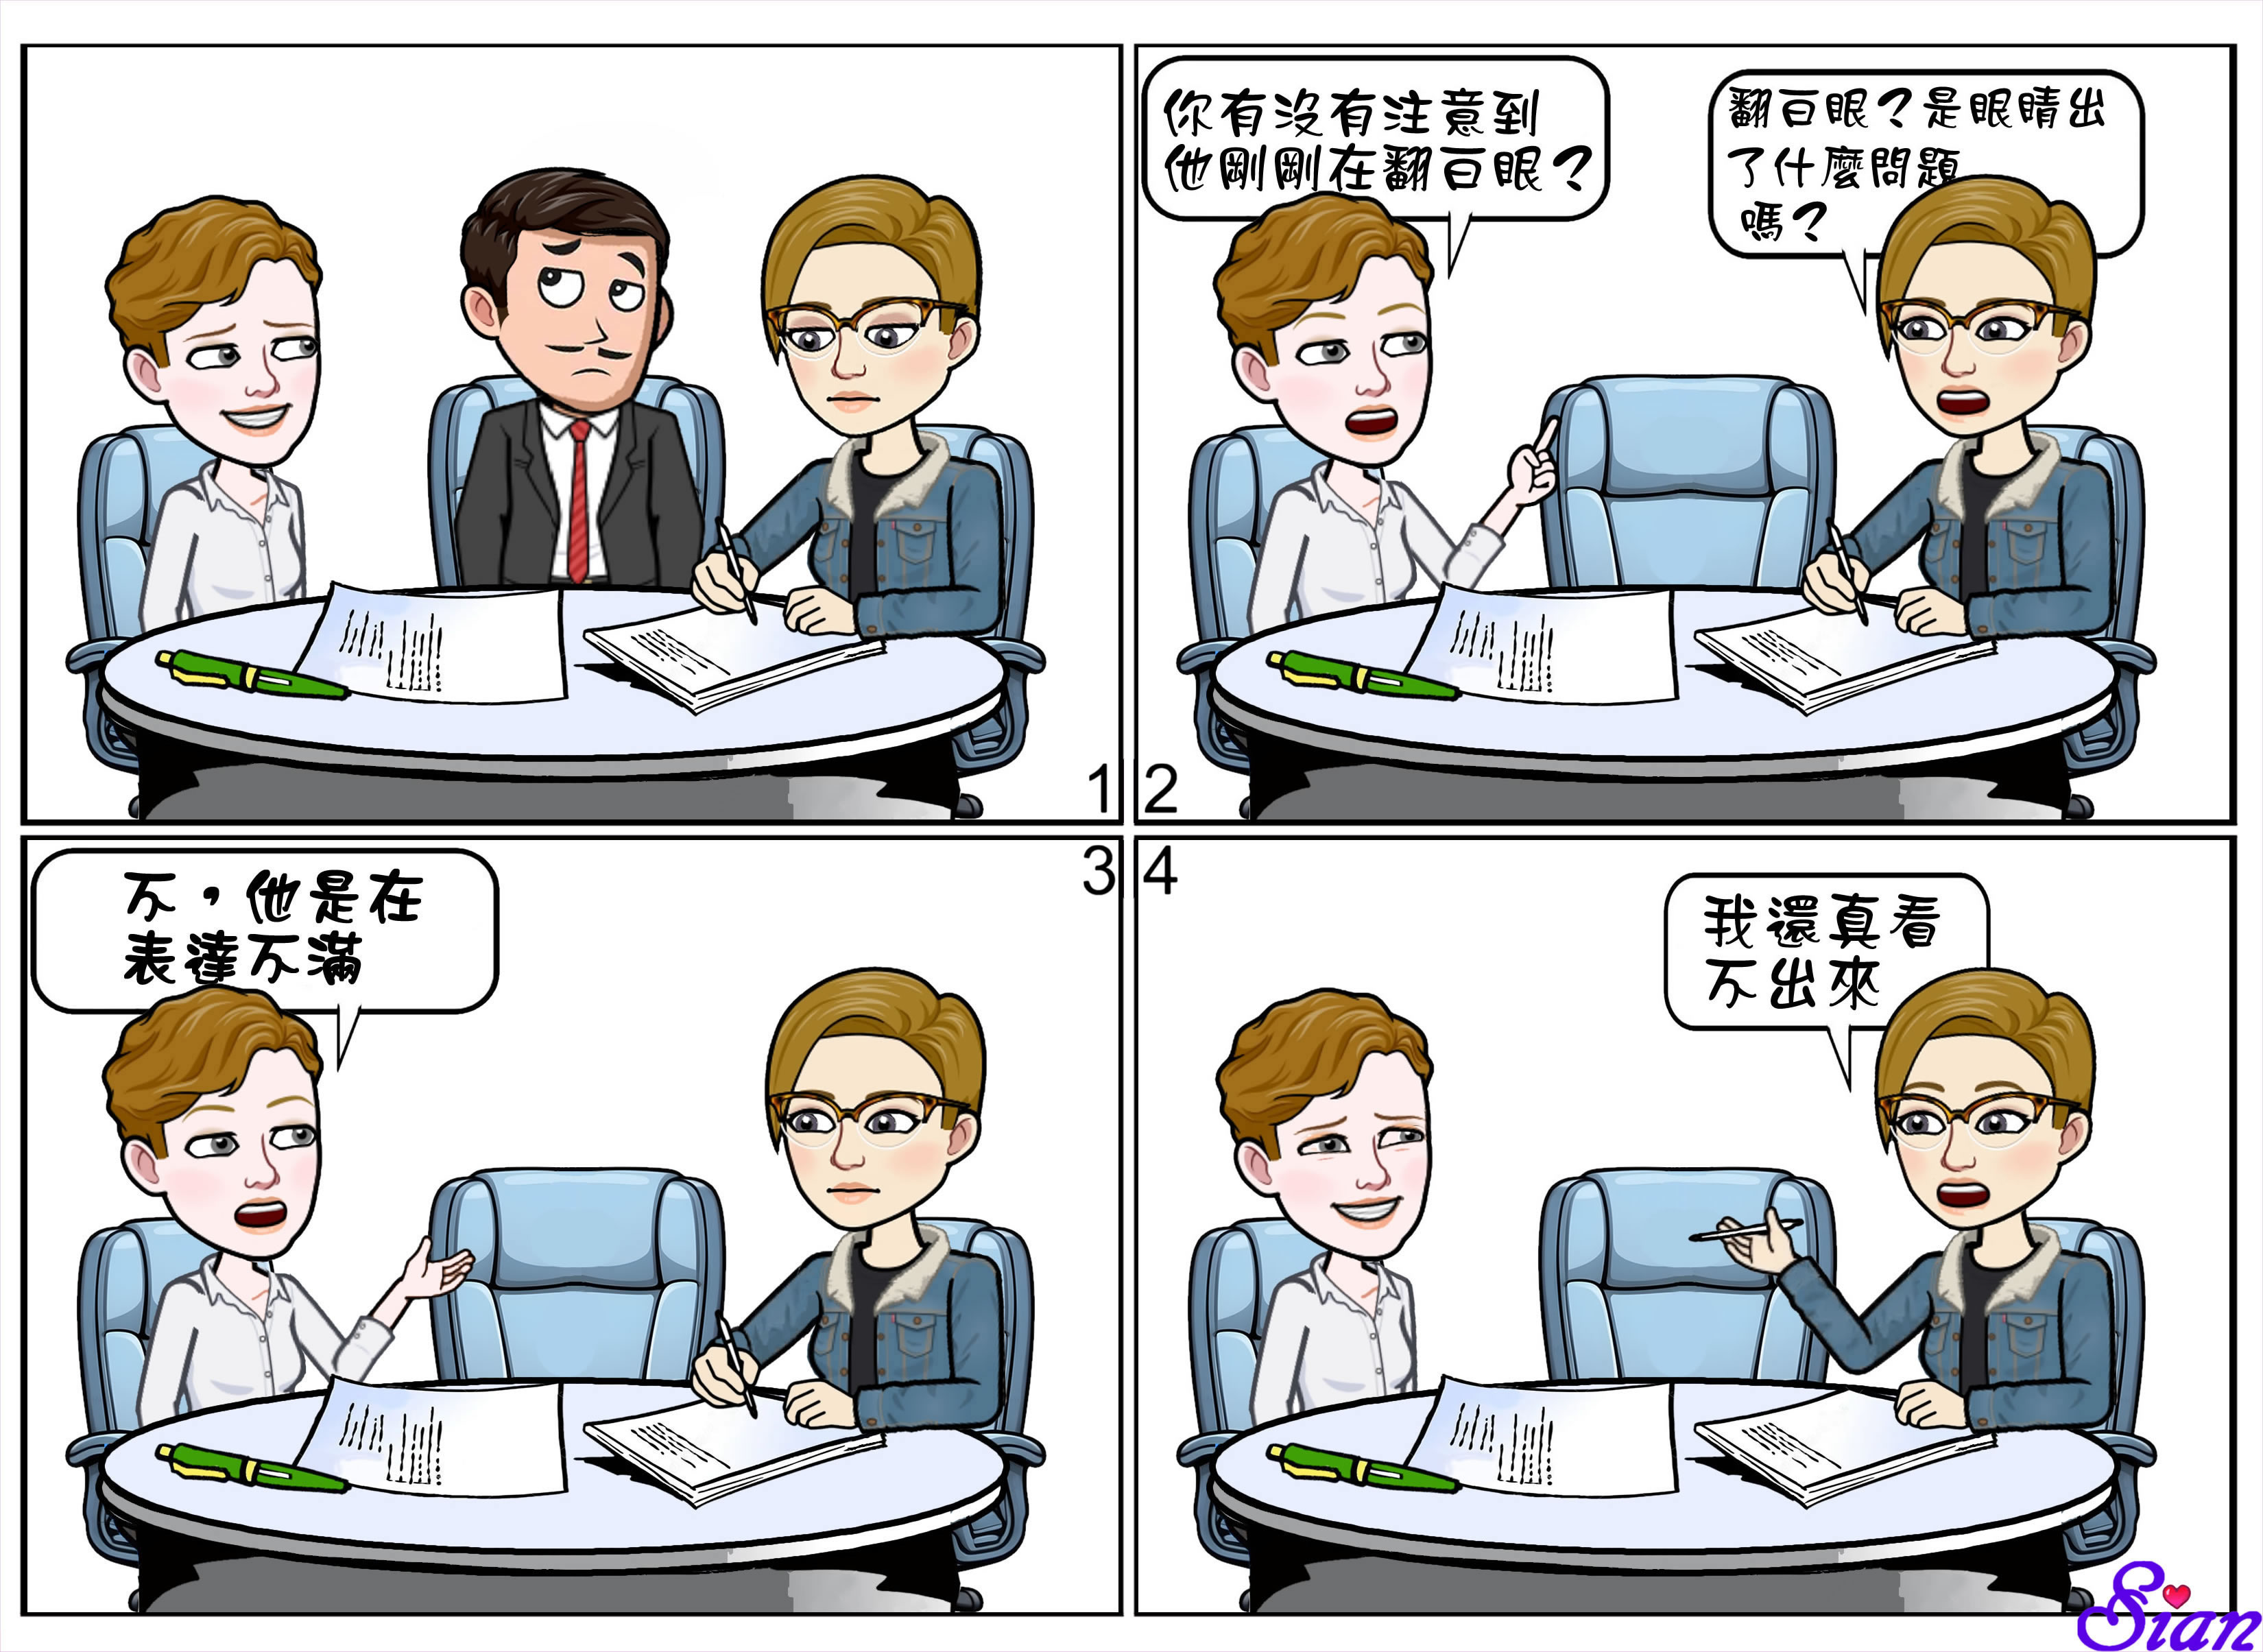 1
2
你有沒有注意到
他剛剛在翻白眼？
翻白眼？是眼睛出
了什麼問題
嗎？
3
不，他是在
表達不滿
4
我還真看
不出來
Sian